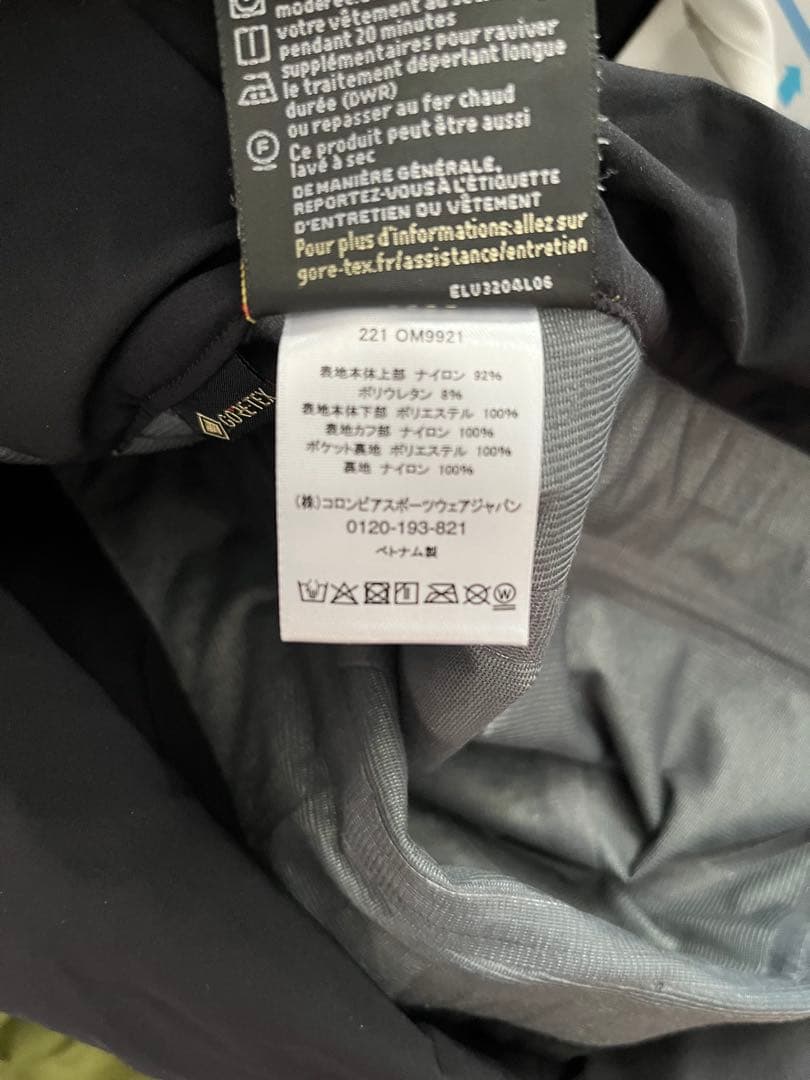 votre vêtement au
pendant 20 minutes
supplémentaires pour raviver
le traitement déperlant longue
durée (DWR)
ou repasser au fer chaud
F
Ce produit peut être aussi
lavé à sec
DE MANIÈRE GÉNÉRALE,
REPORTEZ-VOUS À L'ÉTIQUETTE
D'ENTRETIEN DU VÊTEMENT
Pour plus d'informations:allez sur
gore-tex.fr/assistance/entretien
ELU3204L06
GORE-TEX
221 OM9921
表地本体上部 ナイロン 92%
ポリウレタン 8%
表地本体下部 ポリエステル 100%
表地カフ部 ナイロン 100%
ポケット裏地 ポリエステル 100%
裏地 ナイロン 100%
(株)コロンビアスポーツウェアジャパン
0120-193-821
ベトナム製
W